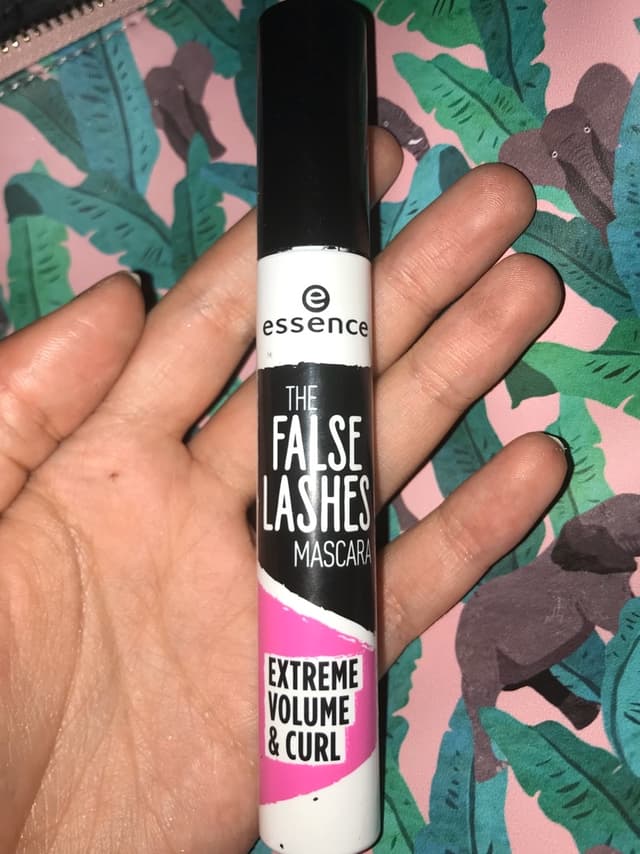 e
essence
THE
FALSE
LASHES
MASCARA
EXTREME
VOLUME
& CURL